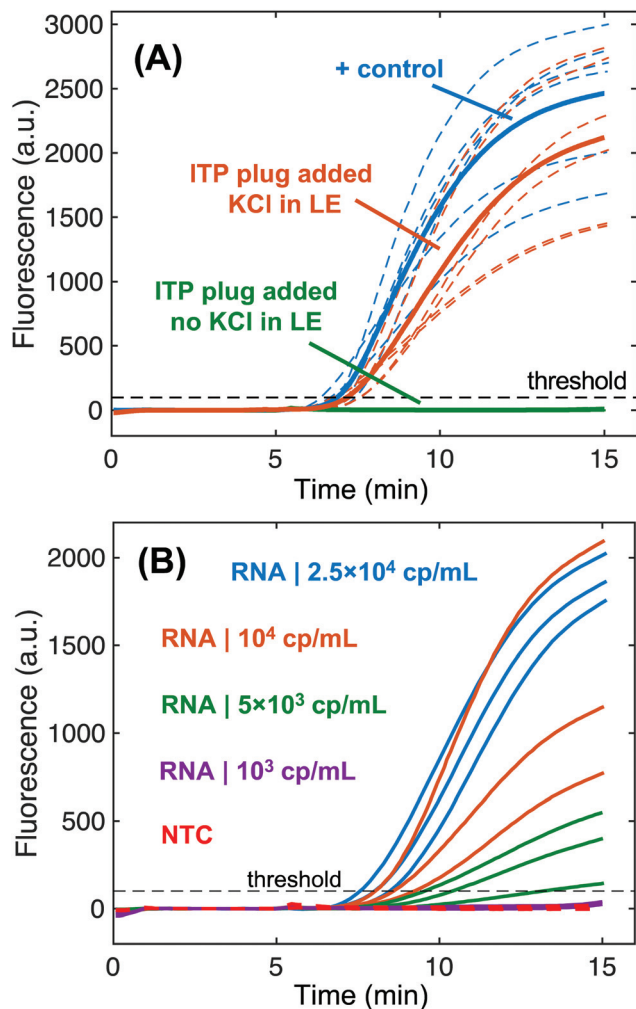 (A)
+ control
ITP plug added
KCl in LE
ITP plug added
no KCl in LE
threshold
Fluorescence (a.u.)
3000
2500
2000
1500
1000
500
0
0
5
10
15
Time (min)
(B)
RNA | 2.5×10⁴ cp/mL
RNA | 10⁴ cp/mL
RNA | 5×10³ cp/mL
RNA | 10³ cp/mL
NTC
threshold
Fluorescence (a.u.)
2000
1500
1000
500
0
0
5
10
15
Time (min)